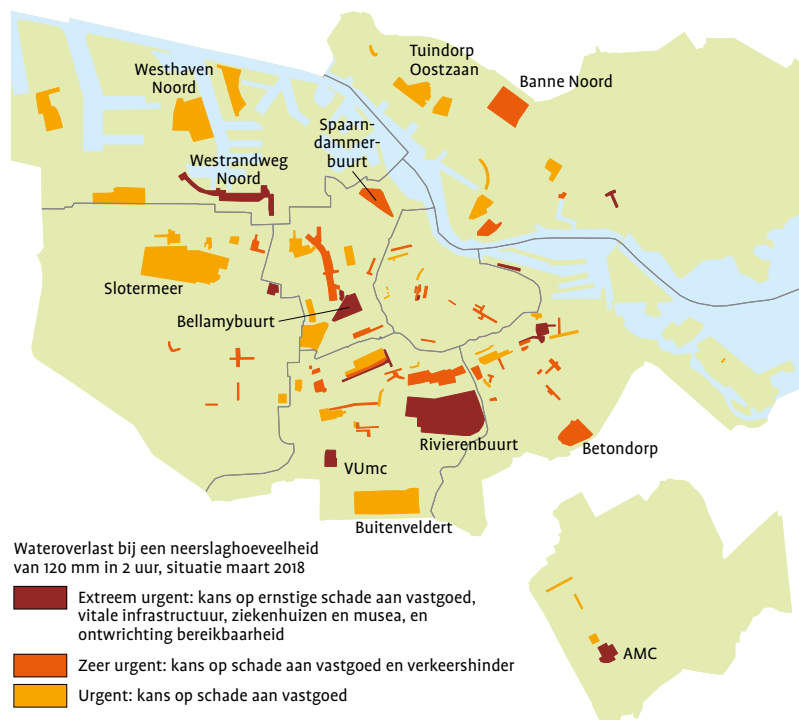 Tuindorp
Oostzaan
Westhaven
Noord
Banne Noord
Spaarn-
dammer-
buurt
Westrandweg
Noord
Slotermeer
Bellamybuurt
Rivierenbuurt
Betondorp
VUmc
Buitenveldert
Wateroverlast bij een neerslaghoeveelheid
van 120 mm in 2 uur, situatie maart 2018
Extreem urgent: kans op ernstige schade aan vastgoed,
vitale infrastructuur, ziekenhuizen en musea, en
ontwrichting bereikbaarheid
AMC
Zeer urgent: kans op schade aan vastgoed en verkeershinder
Urgent: kans op schade aan vastgoed